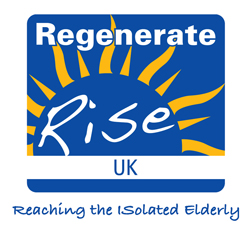 Regenerate
Rise
UK
Reaching the ISolated Elderly